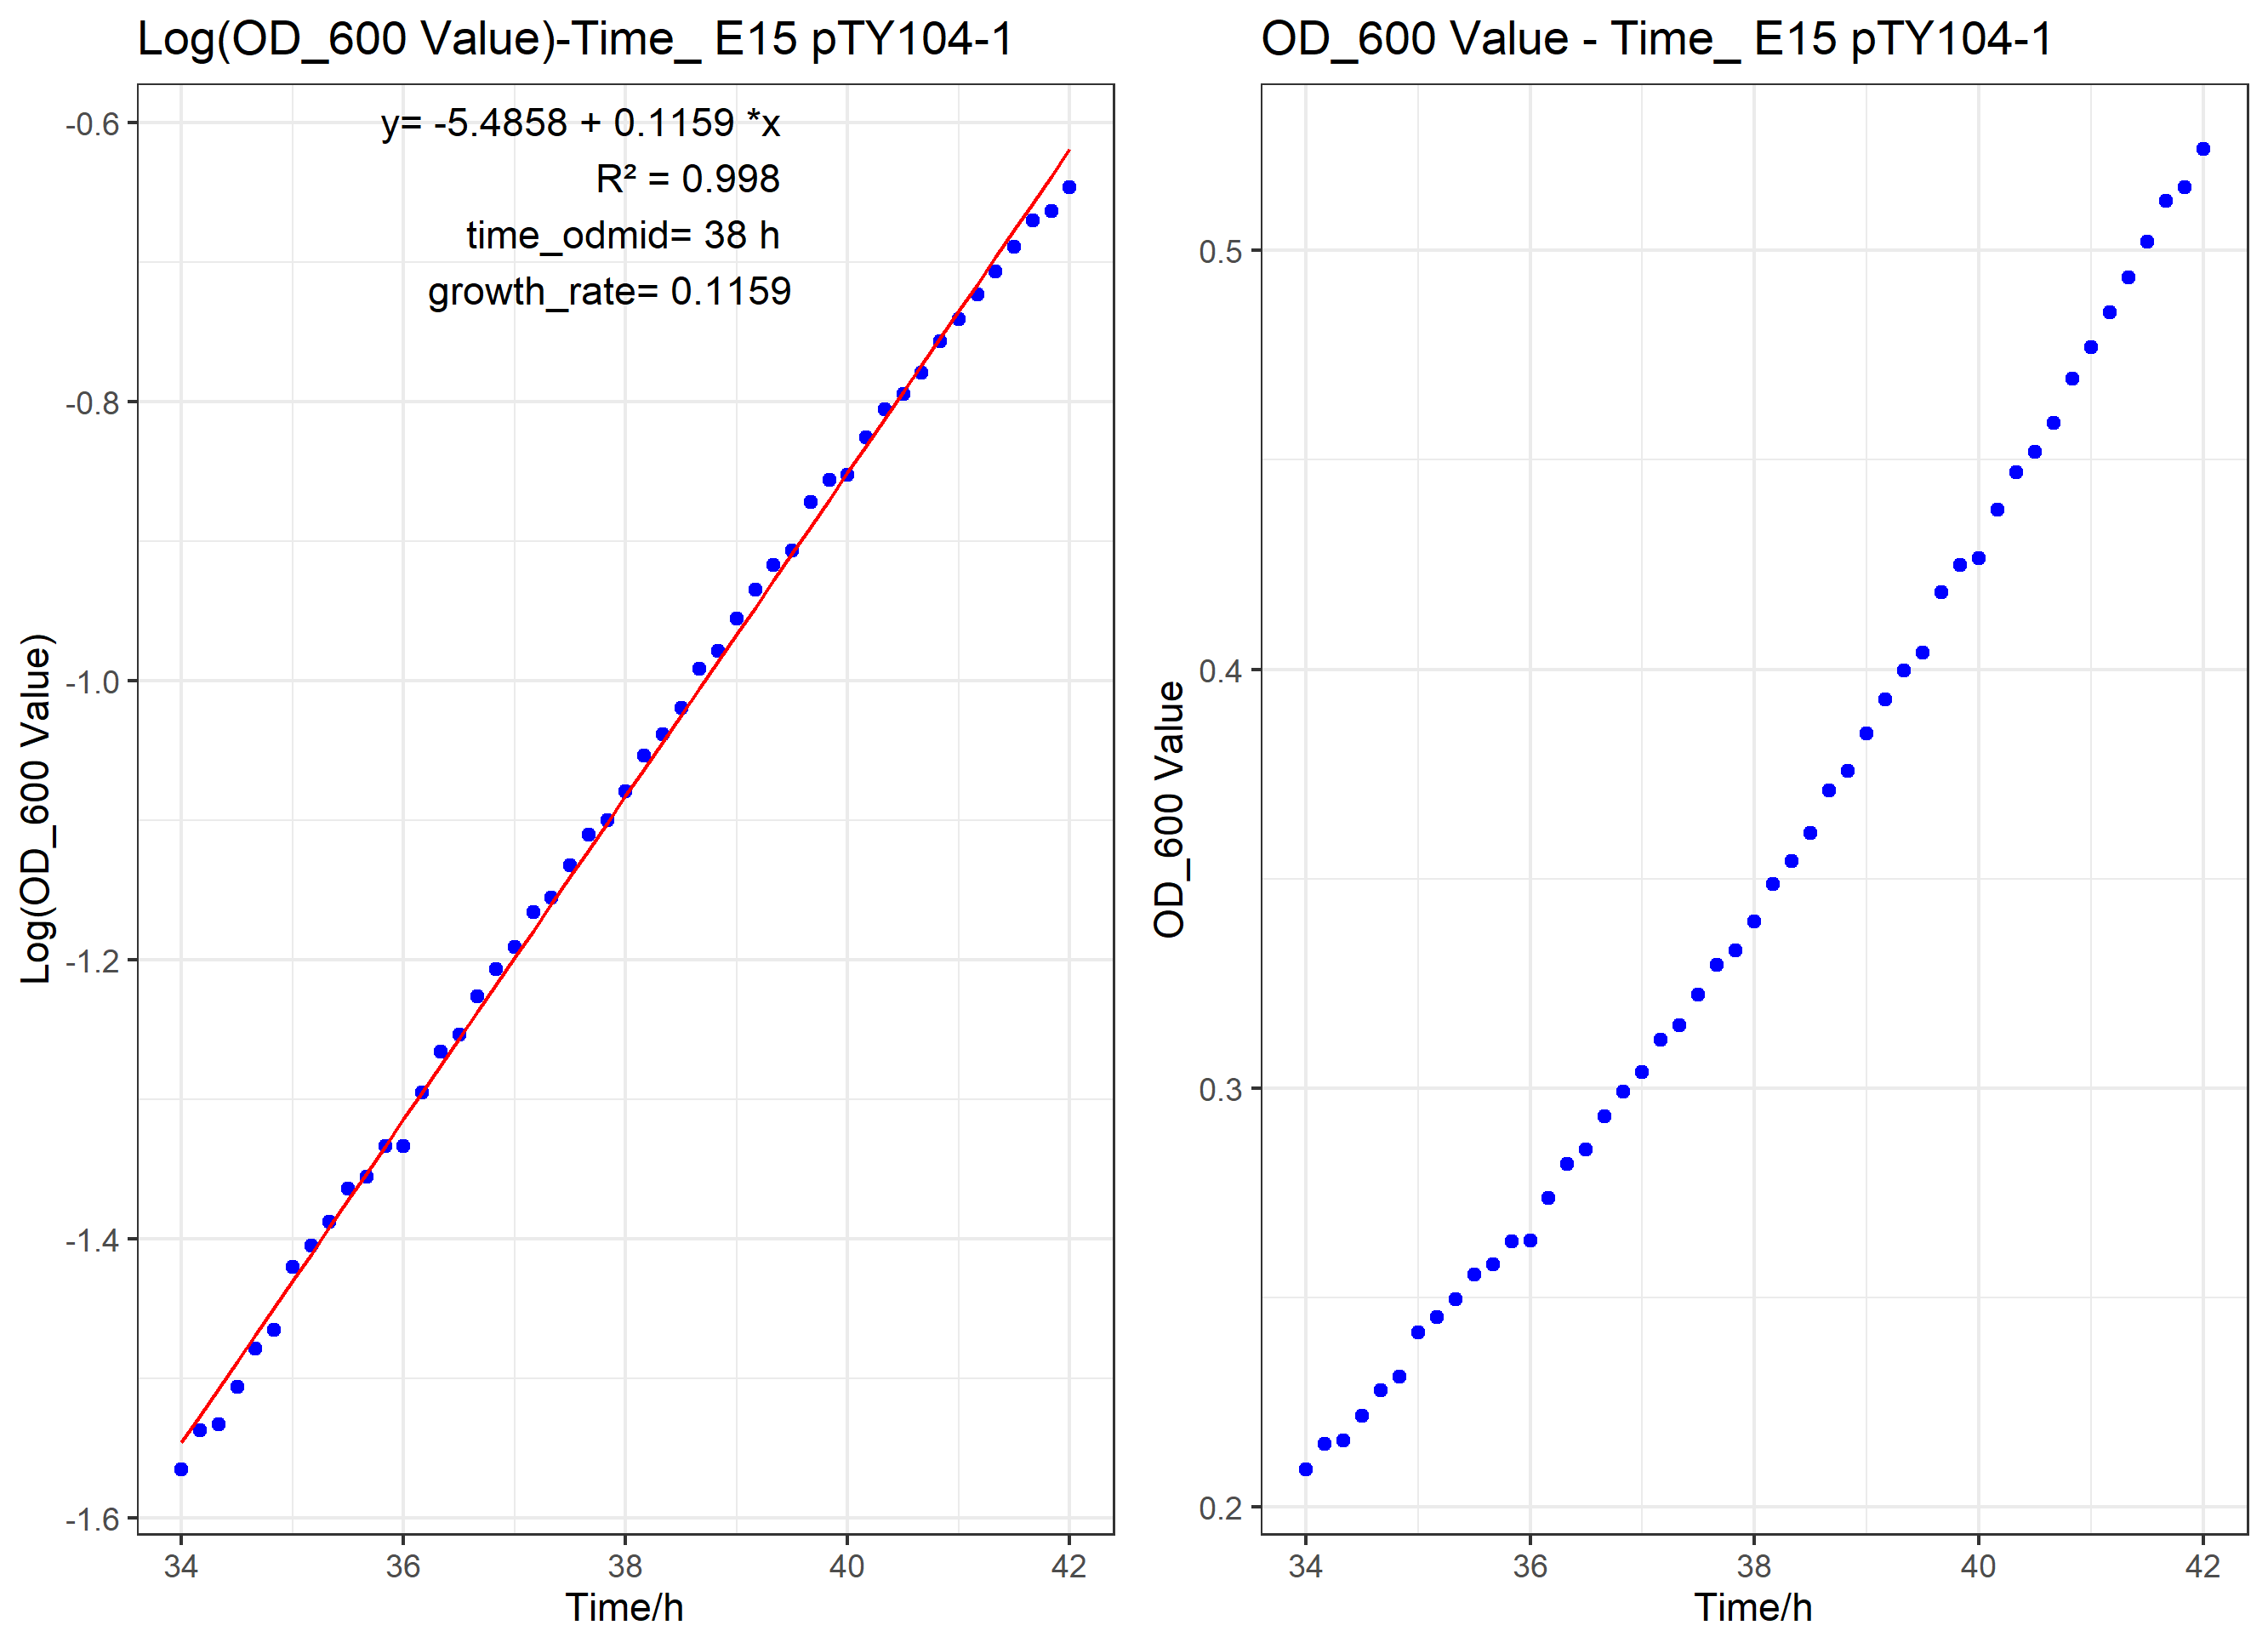 Log(OD_600 Value)-Time_ E15 pTY104-1
y= -5.4858 + 0.1159 *x
R² = 0.998
time_odmid= 38 h
growth_rate= 0.1159
Log(OD_600 Value)
-0.6
-0.8
-1.0
-1.2
-1.4
-1.6
34 36 38 40 42
Time/h
OD_600 Value - Time_ E15 pTY104-1
OD_600 Value
0.5
0.4
0.3
0.2
34 36 38 40 42
Time/h